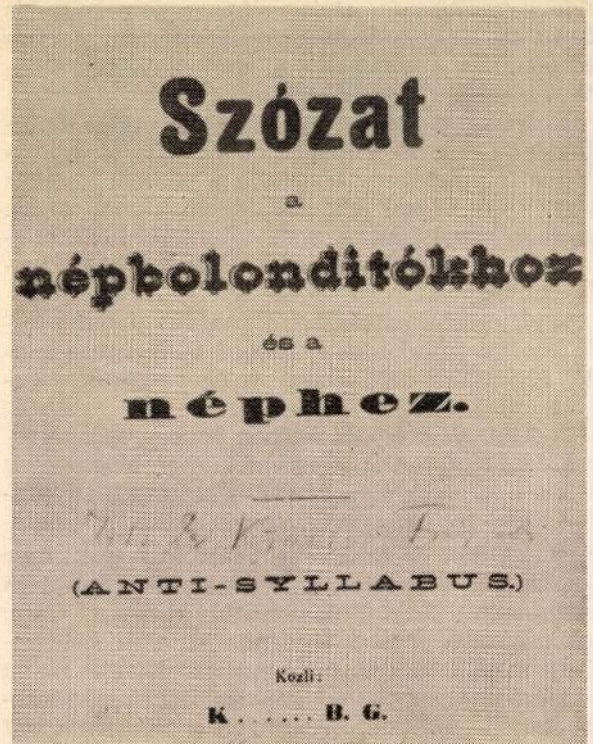 Szózat
a
népbolonditókhoz
és a
néphez.
(ANTI-SYLLABUS.)
Közli:
K ...... B. G.